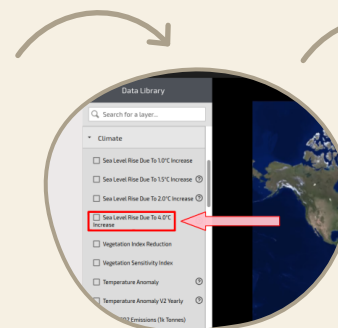 Data Library
Search for a layer...
Climate
Sea Level Rise Due To 1.0°C Increase
Sea Level Rise Due To 1.5°C Increase
Sea Level Rise Due To 2.0°C Increase
Sea Level Rise Due To 4.0°C
Increase
Vegetation Index Reduction
Vegetation Sensitivity Index
Temperature Anomaly
Temperature Anomaly V2 Yearly
Emissions (1k Tonnes)